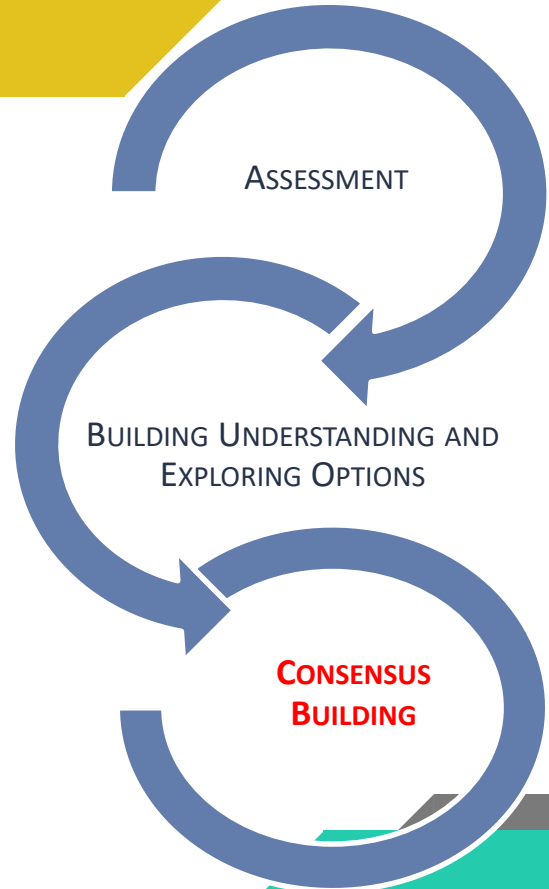 Assessment
Building Understanding and
Exploring Options
Consensus
Building